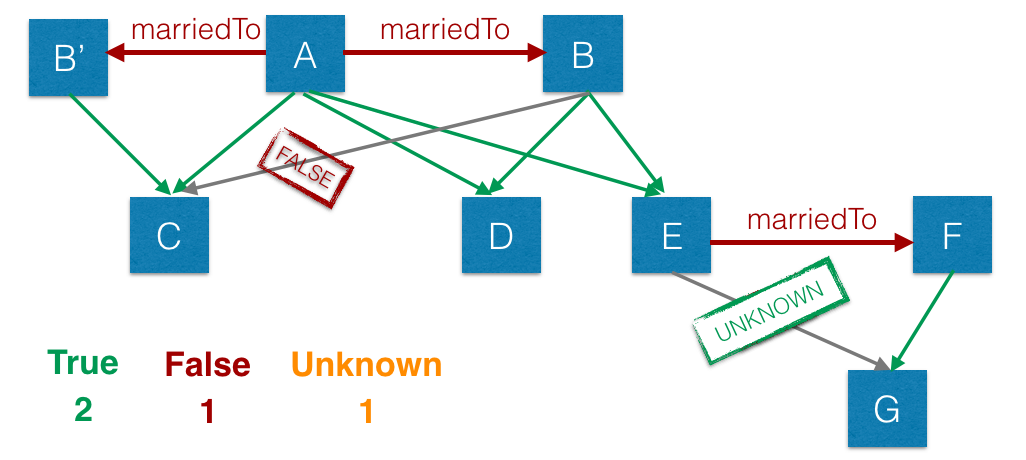 marriedTo marriedTo
B’ A B
FALSE
C D E marriedTo F
UNKNOWN
True False Unknown
2 1 1
G